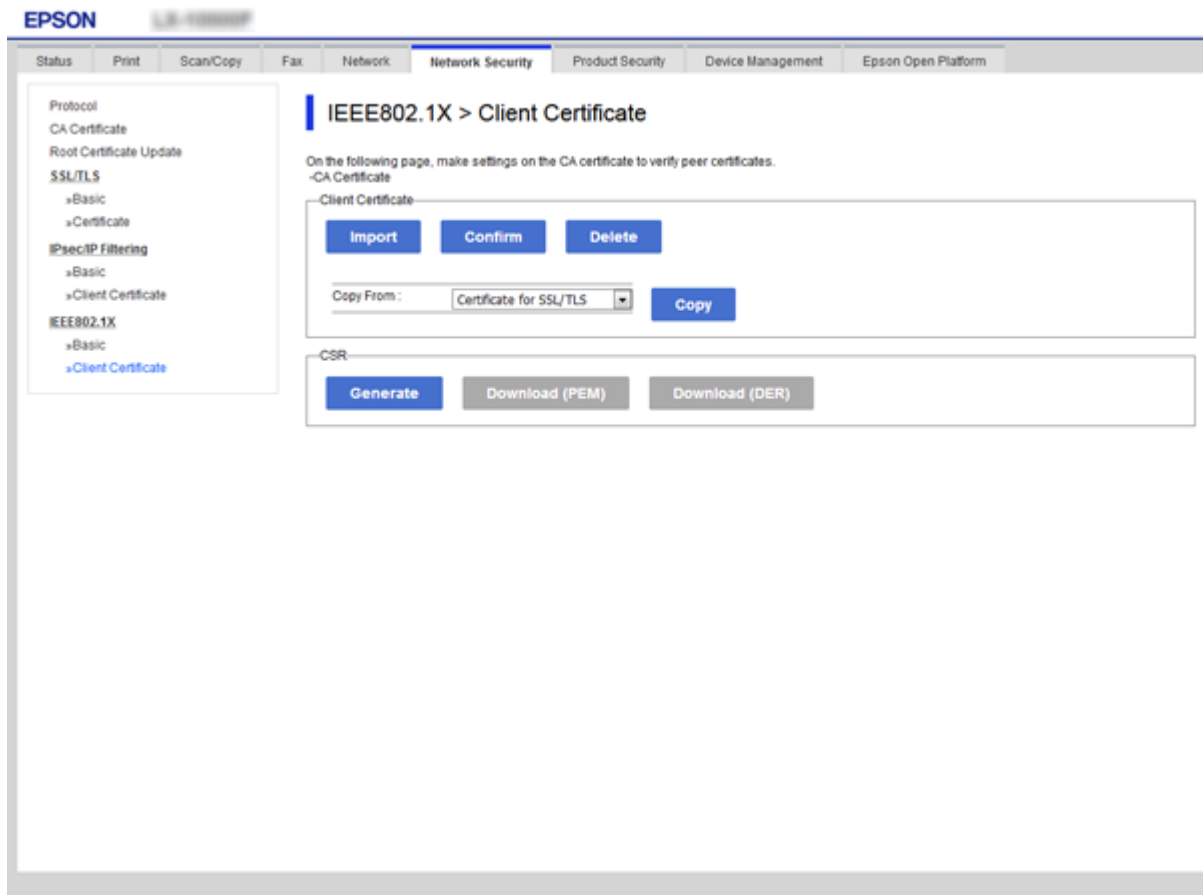 EPSON
Status Print Scan/Copy Fax Network Network Security Product Security Device Management Epson Open Platform
Protocol
CA Certificate
Root Certificate Update
SSL/TLS
»Basic
»Certificate
IPsec/IP Filtering
»Basic
»Client Certificate
IEEE802.1X
»Basic
»Client Certificate
IEEE802.1X > Client Certificate
On the following page, make settings on the CA certificate to verify peer certificates.
-CA Certificate
Client Certificate
Import Confirm Delete
Copy From : Certificate for SSL/TLS Copy
CSR
Generate Download (PEM) Download (DER)